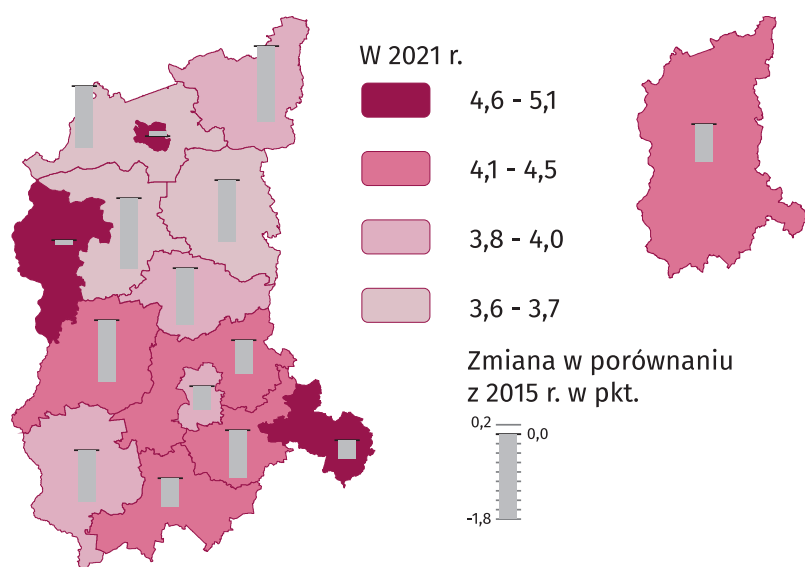 W 2021 r.
4,6 - 5,1
4,1 - 4,5
3,8 - 4,0
3,6 - 3,7
Zmiana w porównaniu
z 2015 r. w pkt.
0,2
0,0
-1,8